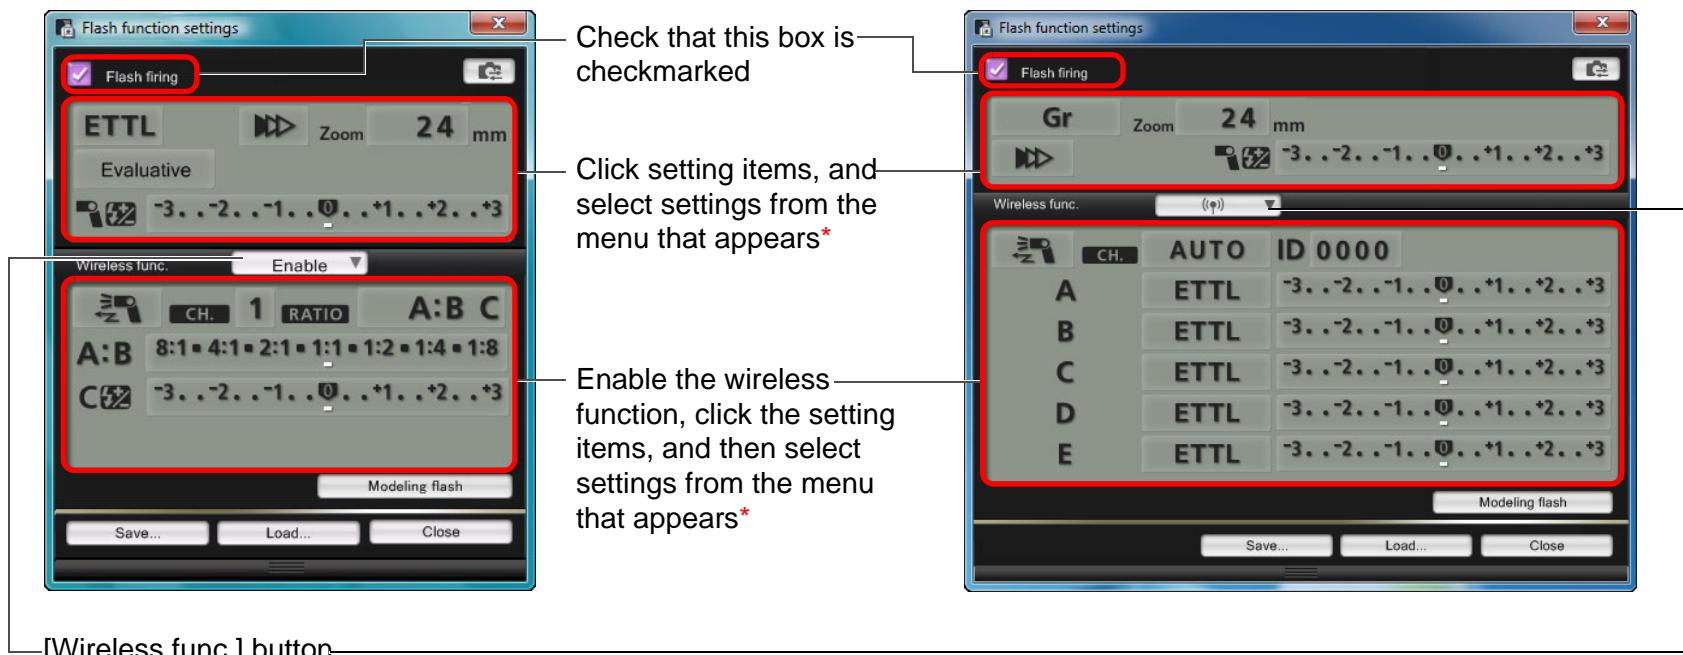 Flash function settings
Flash firing
ETTL Zoom 24 mm
Evaluative
-3..-2..-1..0..+1..+2..+3
Wireless func. Enable
CH. 1 RATIO A:B C
A:B 8:1▪4:1▪2:1▪1:1▪1:2▪1:4▪1:8
C -3..-2..-1..0..+1..+2..+3
Modeling flash
Save... Load... Close
[Wireless func.] button
Check that this box is
checkmarked
Click setting items, and
select settings from the
menu that appears*
Enable the wireless
function, click the setting
items, and then select
settings from the menu
that appears*
Flash function settings
Flash firing
Gr Zoom 24 mm
-3..-2..-1..0..+1..+2..+3
Wireless func.
CH. AUTO ID 0000
A ETTL -3..-2..-1..0..+1..+2..+3
B ETTL -3..-2..-1..0..+1..+2..+3
C ETTL -3..-2..-1..0..+1..+2..+3
D ETTL -3..-2..-1..0..+1..+2..+3
E ETTL -3..-2..-1..0..+1..+2..+3
Modeling flash
Save... Load... Close